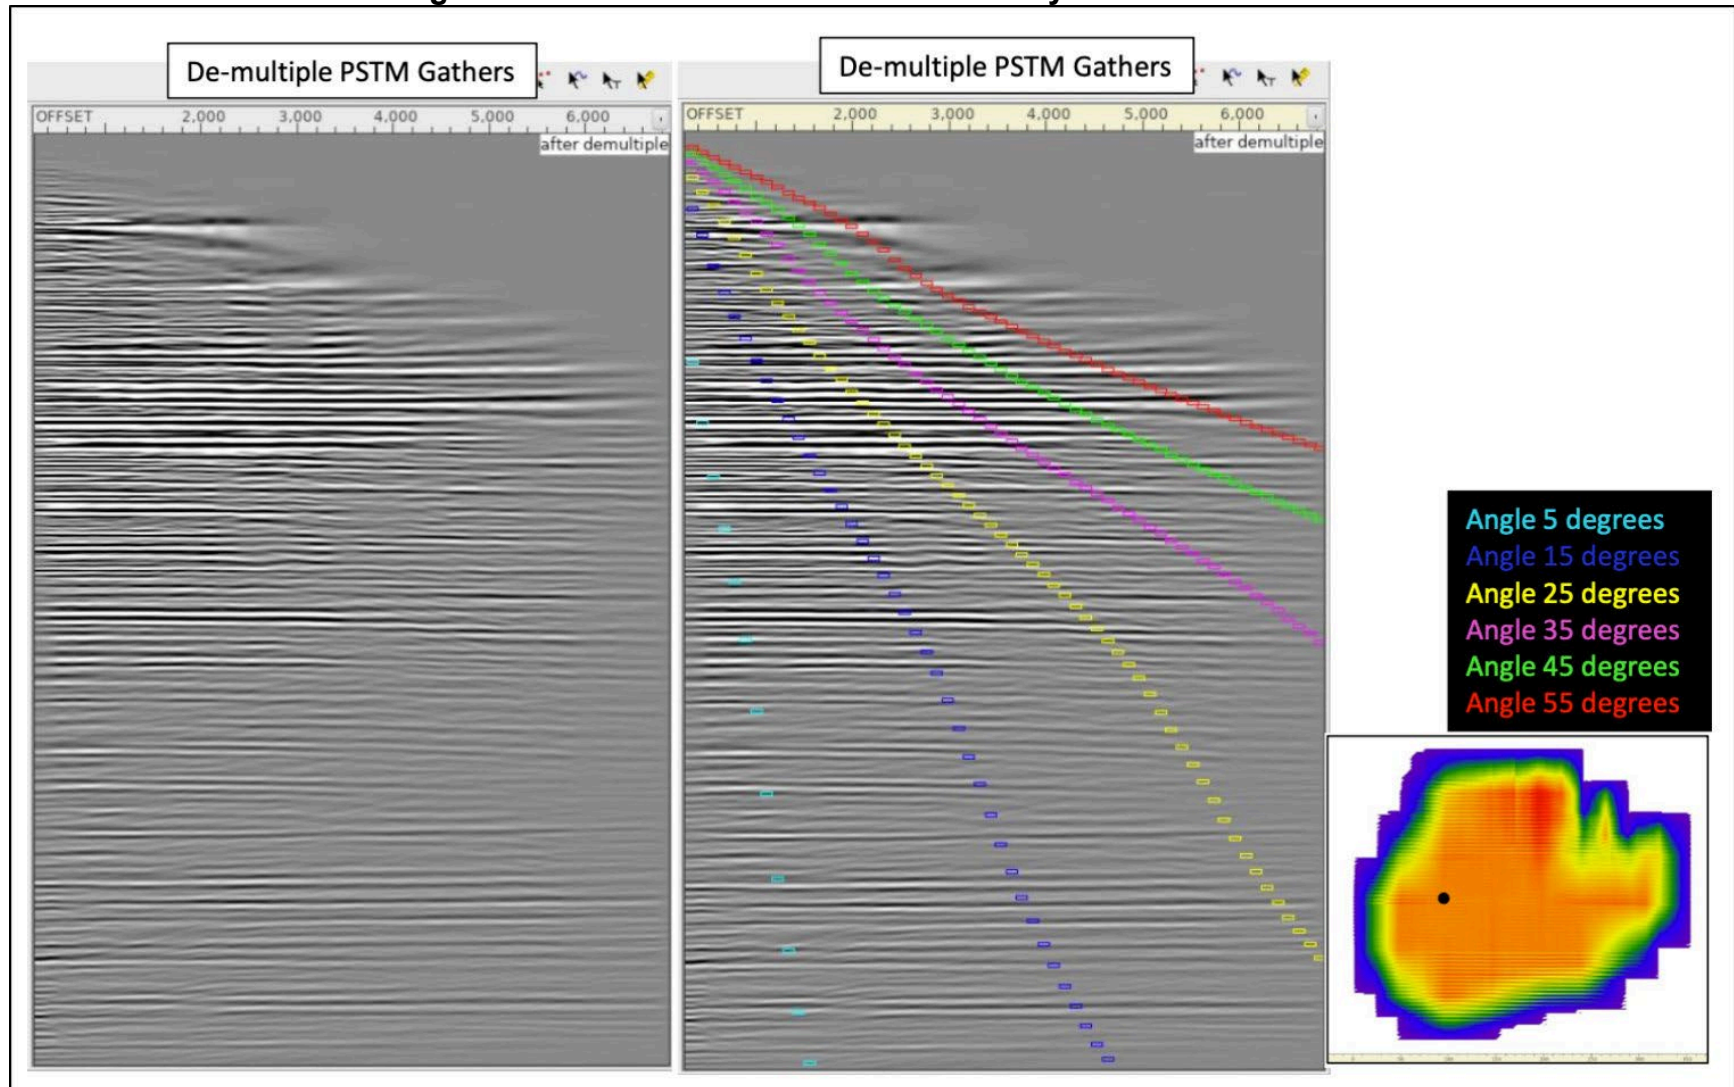 De-multiple PSTM Gathers
OFFSET 2,000 3,000 4,000 5,000 6,000
after demultiple
De-multiple PSTM Gathers
OFFSET 2,000 3,000 4,000 5,000 6,000
after demultiple
Angle 5 degrees
Angle 15 degrees
Angle 25 degrees
Angle 35 degrees
Angle 45 degrees
Angle 55 degrees